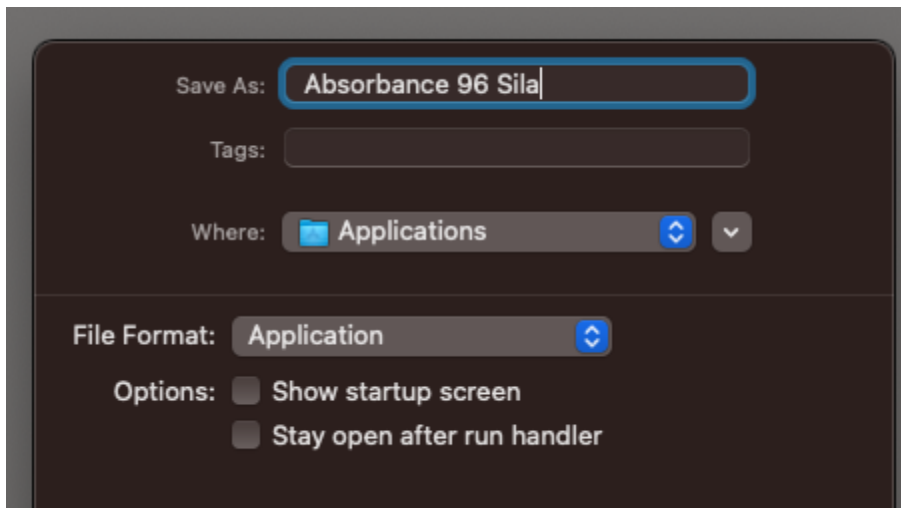 Save As: Absorbance 96 Sila
Tags:
Where: Applications
File Format: Application
Options: Show startup screen
Stay open after run handler